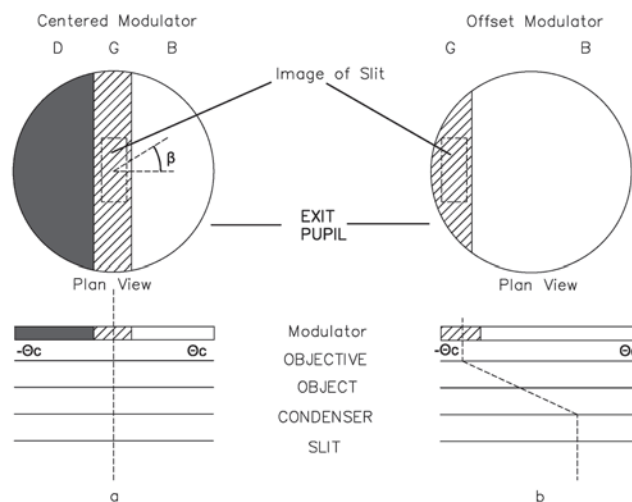 Centered Modulator
D G B
Offset Modulator
G B
Image of Slit
β
EXIT
PUPIL
Plan View
Plan View
Modulator
-Θc Θc
-Θc Θ
OBJECTIVE
OBJECT
CONDENSER
SLIT
a
b